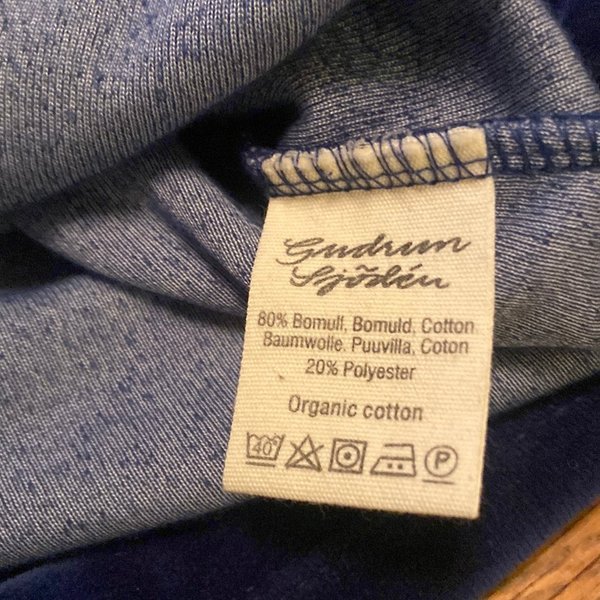 Gudrun
Sjödén
80% Bomull, Bomuld, Cotton
Baumwolle, Puuvilla, Coton
20% Polyester
Organic cotton
40°
P